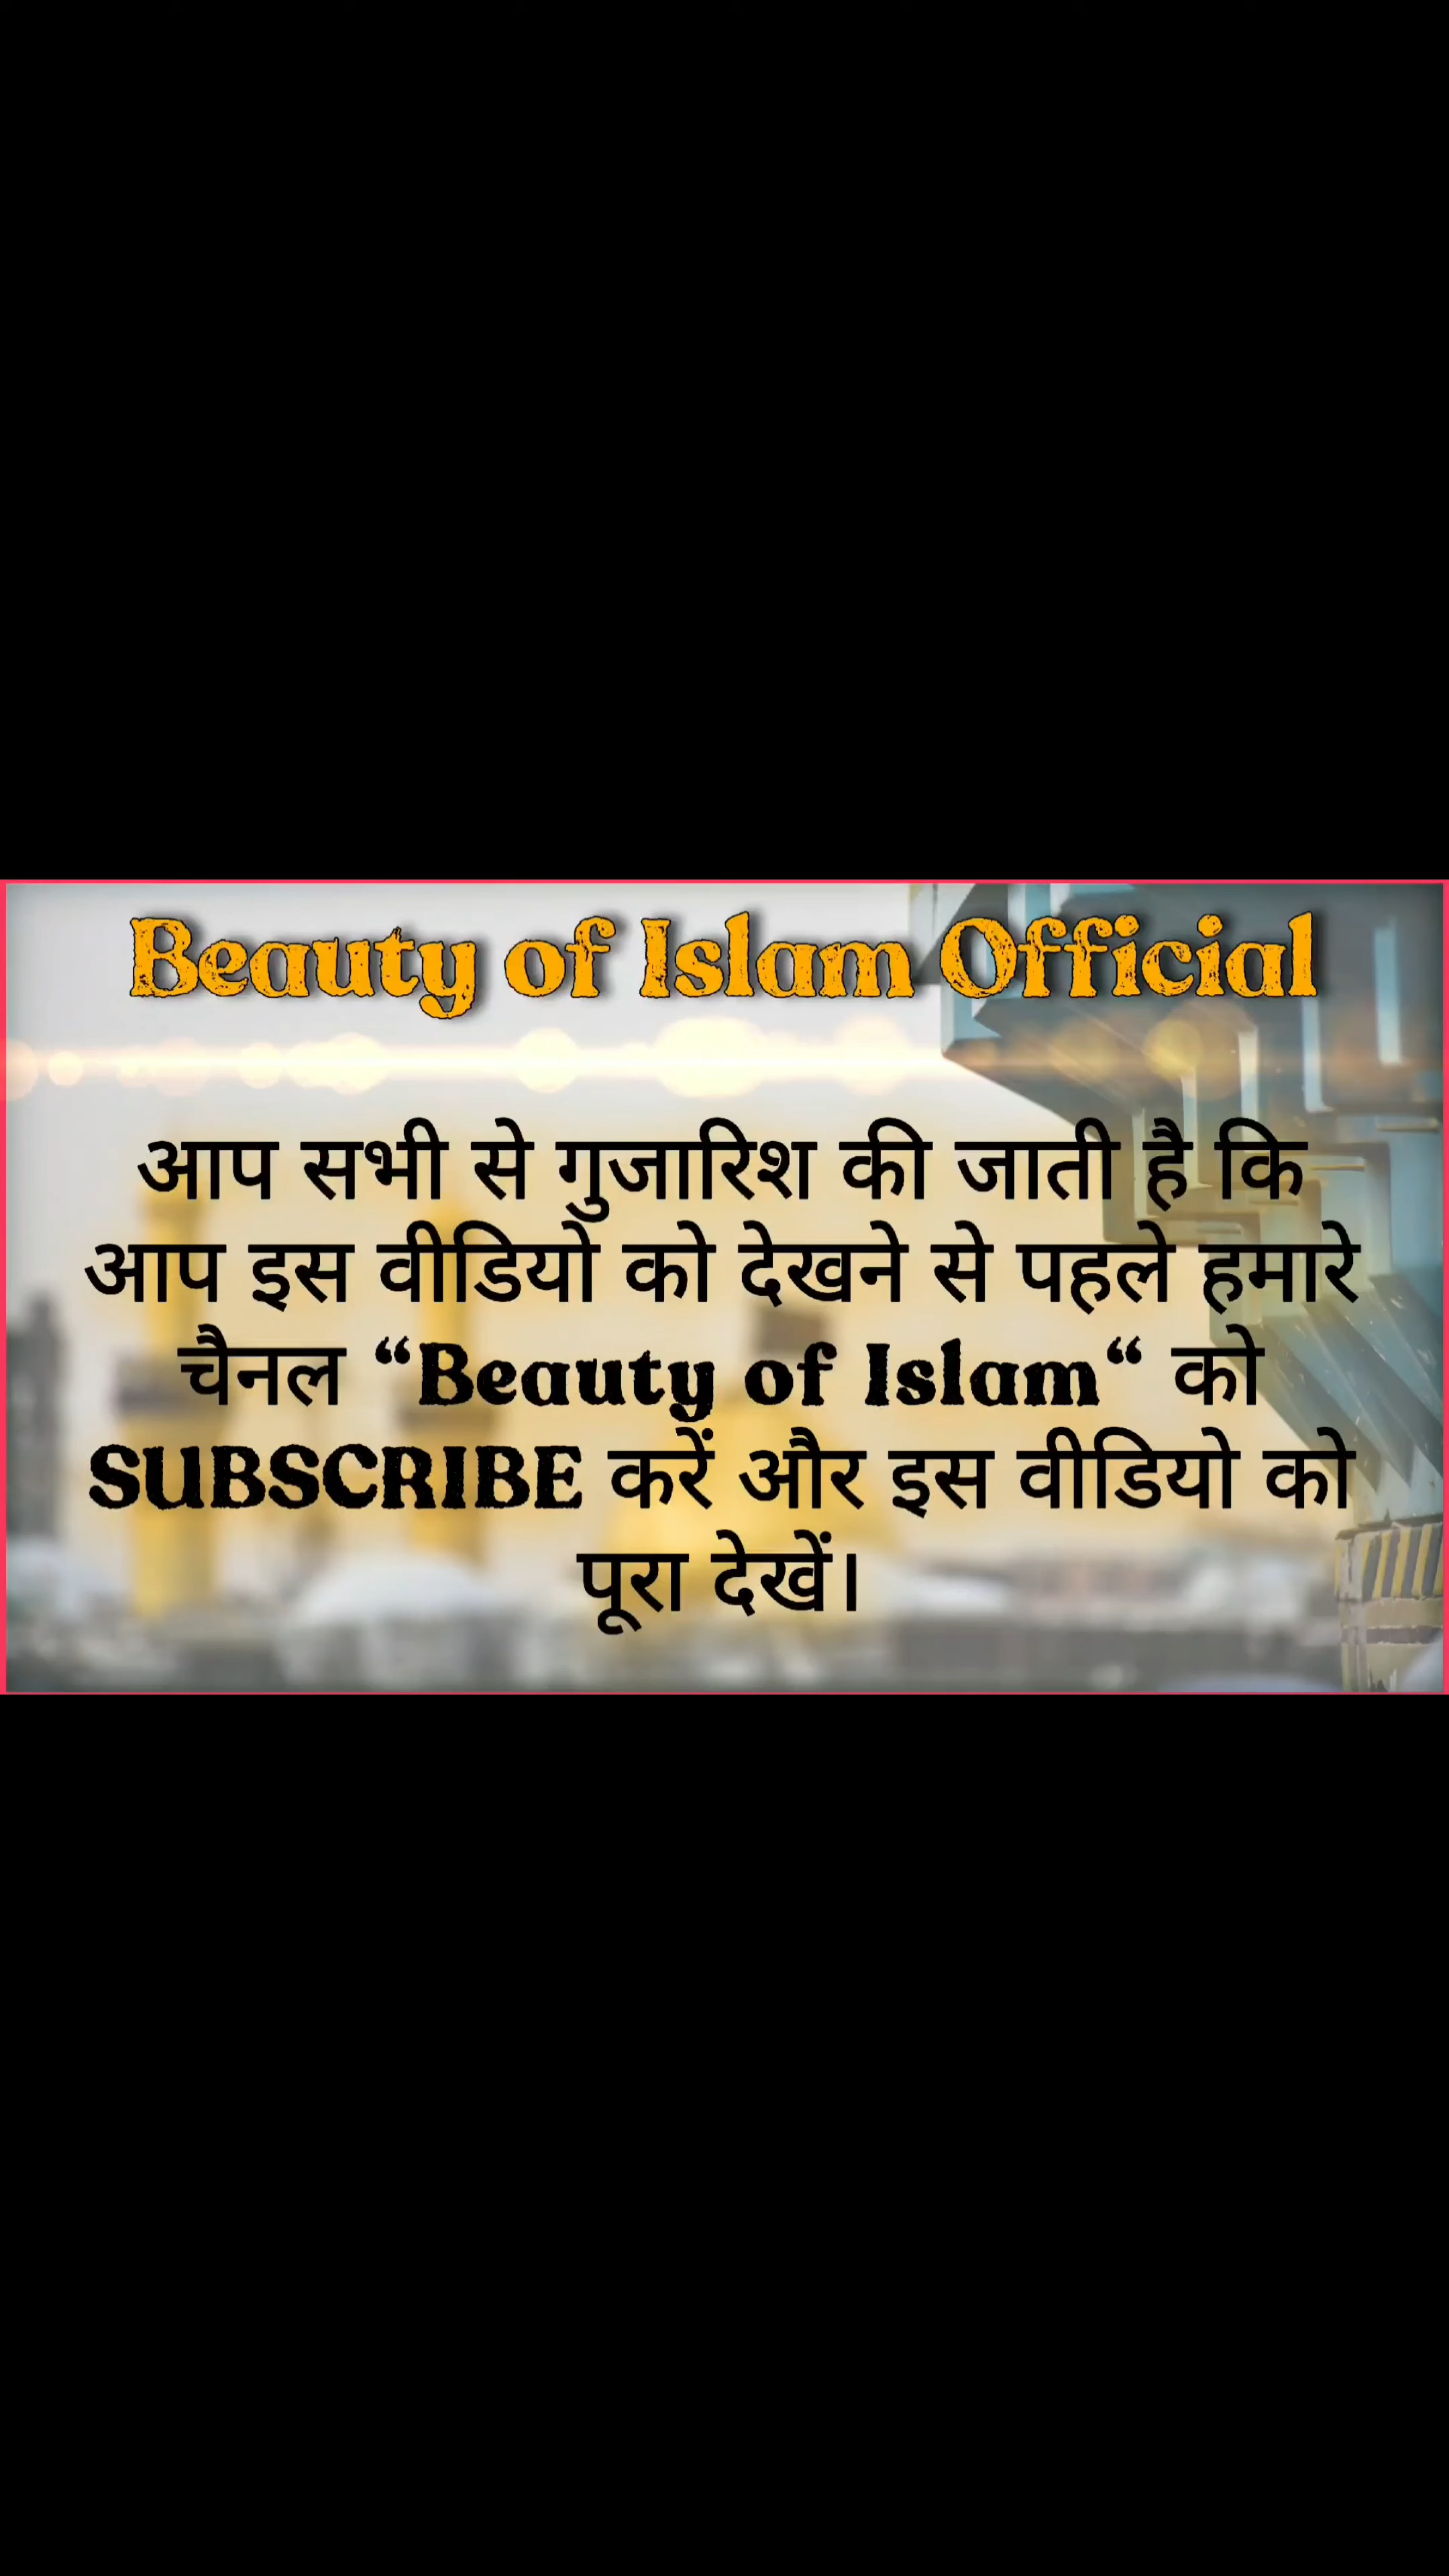 Beauty of Islam Official
आप सभी से गुजारिश की जाती है कि
आप इस वीडियो को देखने से पहले हमारे
चैनल “Beauty of Islam“ को
SUBSCRIBE करें और इस वीडियो को
पूरा देखें।